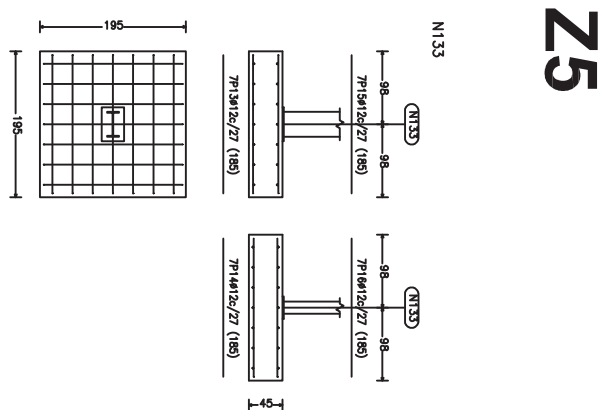 Z5
N133
195
195
7P13ø12c/27 (185)
7P15ø12c/27 (185)
98
98
N133
7P14ø12c/27 (185)
7P16ø12c/27 (185)
98
98
N133
45